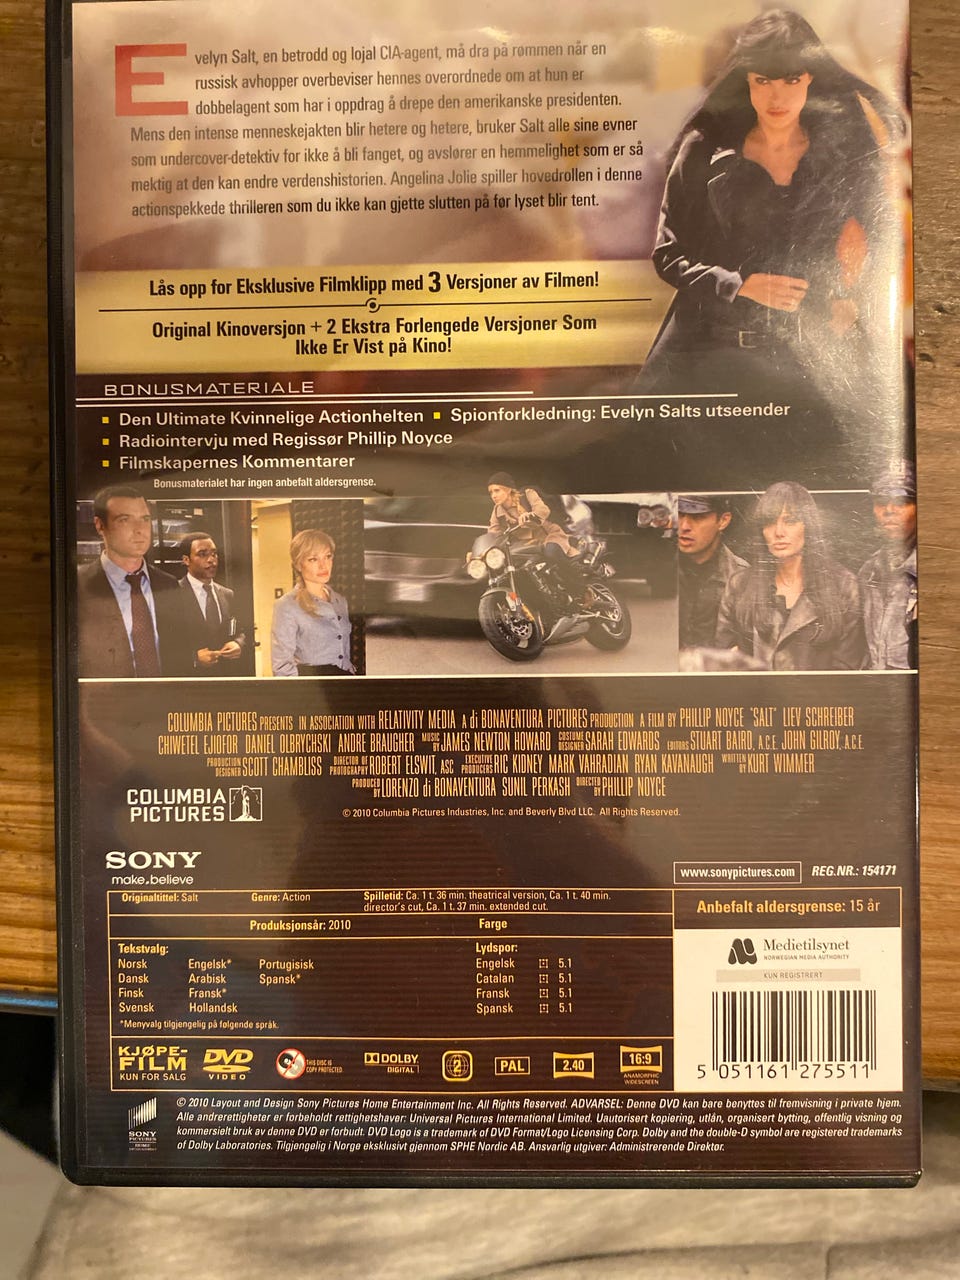 Evelyn Salt, en betrodd og lojal CIA-agent, må dra på rømmen når en
russisk avhopper overbeviser hennes overordnede om at hun er
dobbelagent som har i oppdrag å drepe den amerikanske presidenten.
Mens den intense menneskejakten blir hetere og hetere, bruker Salt alle sine evner
som undercover-detektiv for ikke å bli fanget, og avslører en hemmelighet som er så
mektig at den kan endre verdenshistorien. Angelina Jolie spiller hovedrollen i denne
actionspekkede thrilleren som du ikke kan gjette slutten på før lyset blir tent.
Lås opp for Eksklusive Filmklipp med 3 Versjoner av Filmen!
Original Kinoversjon + 2 Ekstra Forlengede Versjoner Som
Ikke Er Vist på Kino!
BONUSMATERIALE
Den Ultimate Kvinnelige Actionhelten Spionforkledning: Evelyn Salts utseender
Radiointervju med Regissør Phillip Noyce
Filmskapernes Kommentarer
Bonusmaterialet har ingen anbefalt aldersgrense.
COLUMBIA PICTURES PRESENTS IN ASSOCIATION WITH RELATIVITY MEDIA A di BONAVENTURA PICTURES PRODUCTION A FILM BY PHILLIP NOYCE "SALT" LIEV SCHREIBER
CHIWETEL EJIOFOR DANIEL OLBRYCHSKI ANDRE BRAUGHER MUSIC BY JAMES NEWTON HOWARD COSTUME DESIGNER SARAH EDWARDS EDITORS STUART BAIRD, A.C.E. JOHN GILROY, A.C.E.
PRODUCTION DESIGNER SCOTT CHAMBLISS DIRECTOR OF PHOTOGRAPHY ROBERT ELSWIT, ASC EXECUTIVE PRODUCERS RIC KIDNEY MARK VAHRADIAN RYAN KAVANAUGH WRITTEN BY KURT WIMMER
PRODUCED BY LORENZO di BONAVENTURA SUNIL PERKASH DIRECTED BY PHILLIP NOYCE
COLUMBIA
PICTURES
© 2010 Columbia Pictures Industries, Inc. and Beverly Blvd LLC. All Rights Reserved.
SONY
make.believe
www.sonypictures.com REG.NR.: 154171
Originaltittel: Salt Genre: Action Spilletid: Ca. 1 t. 36 min. theatrical version, Ca. 1 t. 40 min.
director's cut, Ca. 1 t. 37 min. extended cut.
Anbefalt aldersgrense: 15 år
Produksjonsår: 2010 Farge
Tekstvalg: Lydspor:
Norsk Engelsk* Portugisisk Engelsk 5.1
Dansk Arabisk Spansk* Catalan 5.1
Finsk Fransk* Fransk 5.1
Svensk Hollandsk Spansk 5.1
*Menyvalg tilgjengelig på følgende språk.
Medietilsynet
NORWEGIAN MEDIA AUTHORITY
KUN REGISTRERT
5 051161 275511
KJØPE-
FILM
KUN FOR SALG
DVD
VIDEO
THIS DISC IS
COPY PROTECTED
DOLBY
DIGITAL
2
PAL
2.40
16:9
ANAMORPHIC
WIDESCREEN
SONY
PICTURES
HOME
ENTERTAINMENT
© 2010 Layout and Design Sony Pictures Home Entertainment Inc. All Rights Reserved. ADVARSEL: Denne DVD kan bare benyttes til fremvisning i private hjem.
Alle andrerettigheter er forbeholdt rettighetshaver: Universal Pictures International Limited. Uautorisert kopiering, utlån, organisert bytting, offentlig visning og
kommersielt bruk av denne DVD er forbudt. DVD Logo is a trademark of DVD Format/Logo Licensing Corp. Dolby and the double-D symbol are registered trademarks
of Dolby Laboratories. Tilgjengelig i Norge eksklusivt gjennom SPHE Nordic AB. Ansvarlig utgiver: Administrerende Direktør.